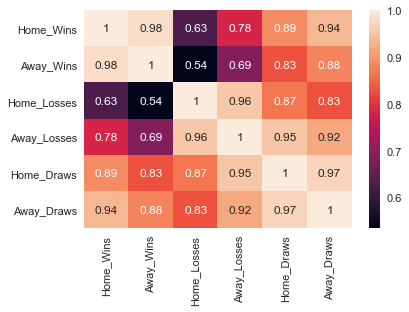 Home_Wins 1 0.98 0.63 0.78 0.89 0.94
Away_Wins 0.98 1 0.54 0.69 0.83 0.88
Home_Losses 0.63 0.54 1 0.96 0.87 0.83
Away_Losses 0.78 0.69 0.96 1 0.95 0.92
Home_Draws 0.89 0.83 0.87 0.95 1 0.97
Away_Draws 0.94 0.88 0.83 0.92 0.97 1
Home_Wins
Away_Wins
Home_Losses
Away_Losses
Home_Draws
Away_Draws
1.0
0.9
0.8
0.7
0.6